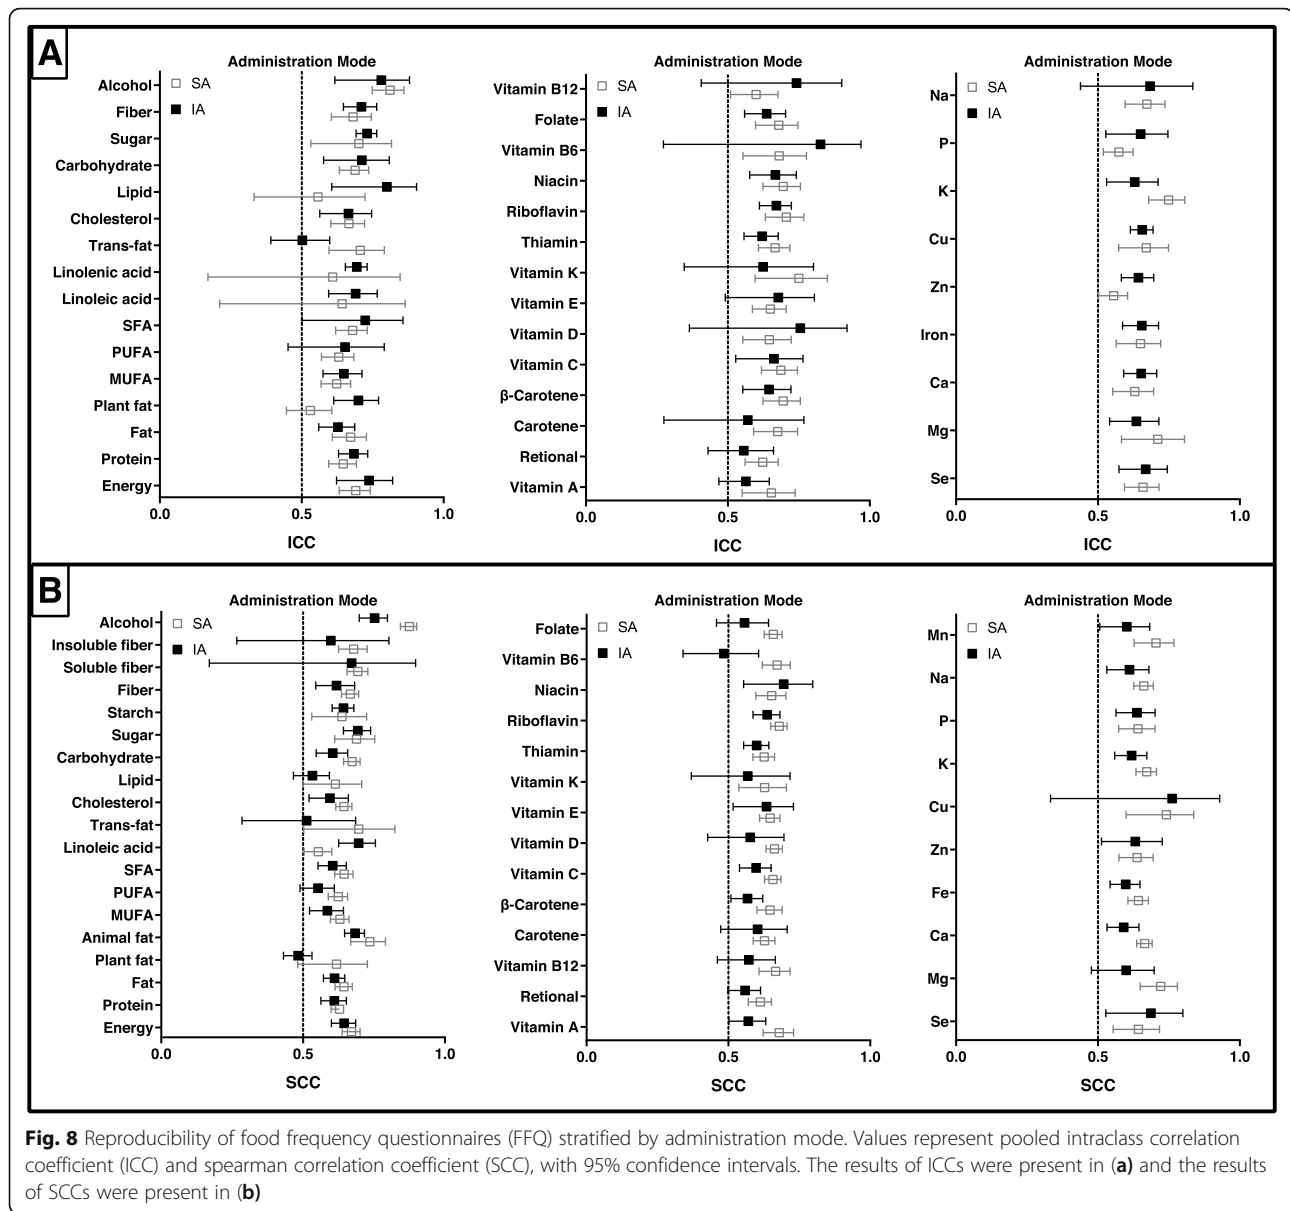 A
Administration Mode
SA
IA
Alcohol
Fiber
Sugar
Carbohydrate
Lipid
Cholesterol
Trans-fat
Linolenic acid
Linoleic acid
SFA
PUFA
MUFA
Plant fat
Fat
Protein
Energy
0.0 0.5 1.0
ICC
Administration Mode
SA
IA
Vitamin B12
Folate
Vitamin B6
Niacin
Riboflavin
Thiamin
Vitamin K
Vitamin E
Vitamin D
Vitamin C
β-Carotene
Carotene
Retional
Vitamin A
0.0 0.5 1.0
ICC
Administration Mode
SA
IA
Na
P
K
Cu
Zn
Iron
Ca
Mg
Se
0.0 0.5 1.0
ICC
B
Administration Mode
SA
IA
Alcohol
Insoluble fiber
Soluble fiber
Fiber
Starch
Sugar
Carbohydrate
Lipid
Cholesterol
Trans-fat
Linoleic acid
SFA
PUFA
MUFA
Animal fat
Plant fat
Fat
Protein
Energy
0.0 0.5 1.0
SCC
Administration Mode
SA
IA
Folate
Vitamin B6
Niacin
Riboflavin
Thiamin
Vitamin K
Vitamin E
Vitamin D
Vitamin C
β-Carotene
Carotene
Vitamin B12
Retional
Vitamin A
0.0 0.5 1.0
SCC
Administration Mode
SA
IA
Mn
Na
P
K
Cu
Zn
Fe
Ca
Mg
Se
0.0 0.5 1.0
SCC
Fig. 8 Reproducibility of food frequency questionnaires (FFQ) stratified by administration mode. Values represent pooled intraclass correlation
coefficient (ICC) and spearman correlation coefficient (SCC), with 95% confidence intervals. The results of ICCs were present in (a) and the results
of SCCs were present in (b)